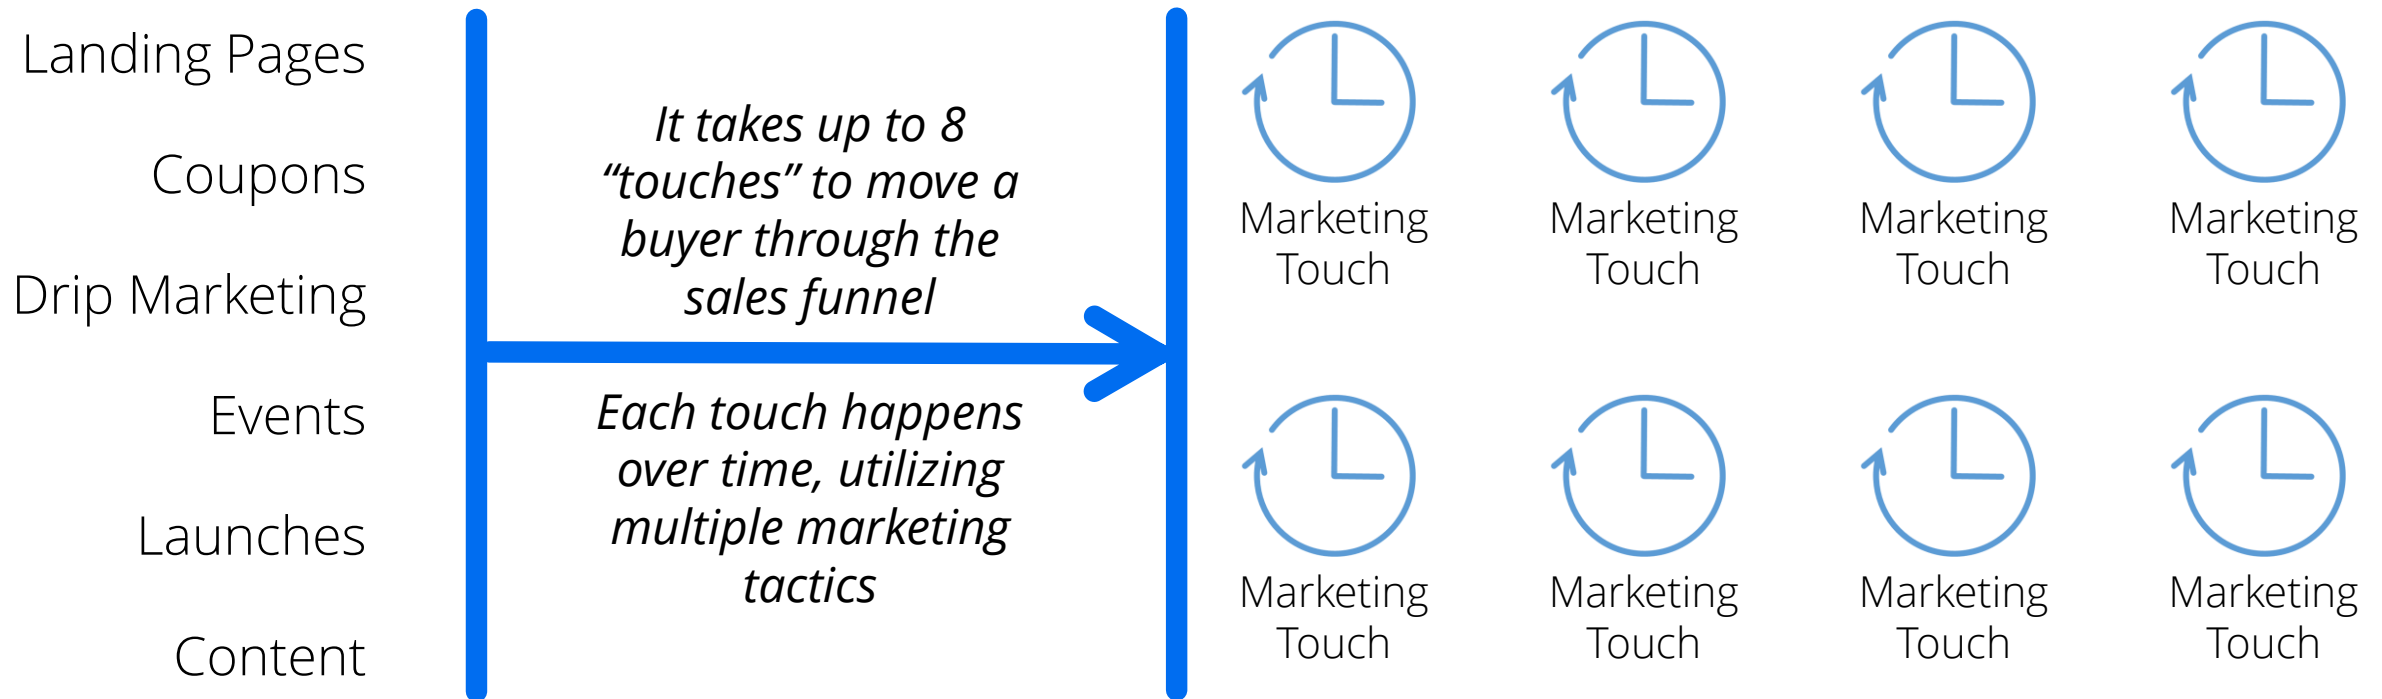 Landing Pages
Coupons
Drip Marketing
Events
Launches
Content
It takes up to 8
“touches” to move a
buyer through the
sales funnel
Each touch happens
over time, utilizing
multiple marketing
tactics
Marketing
Touch
Marketing
Touch
Marketing
Touch
Marketing
Touch
Marketing
Touch
Marketing
Touch
Marketing
Touch
Marketing
Touch